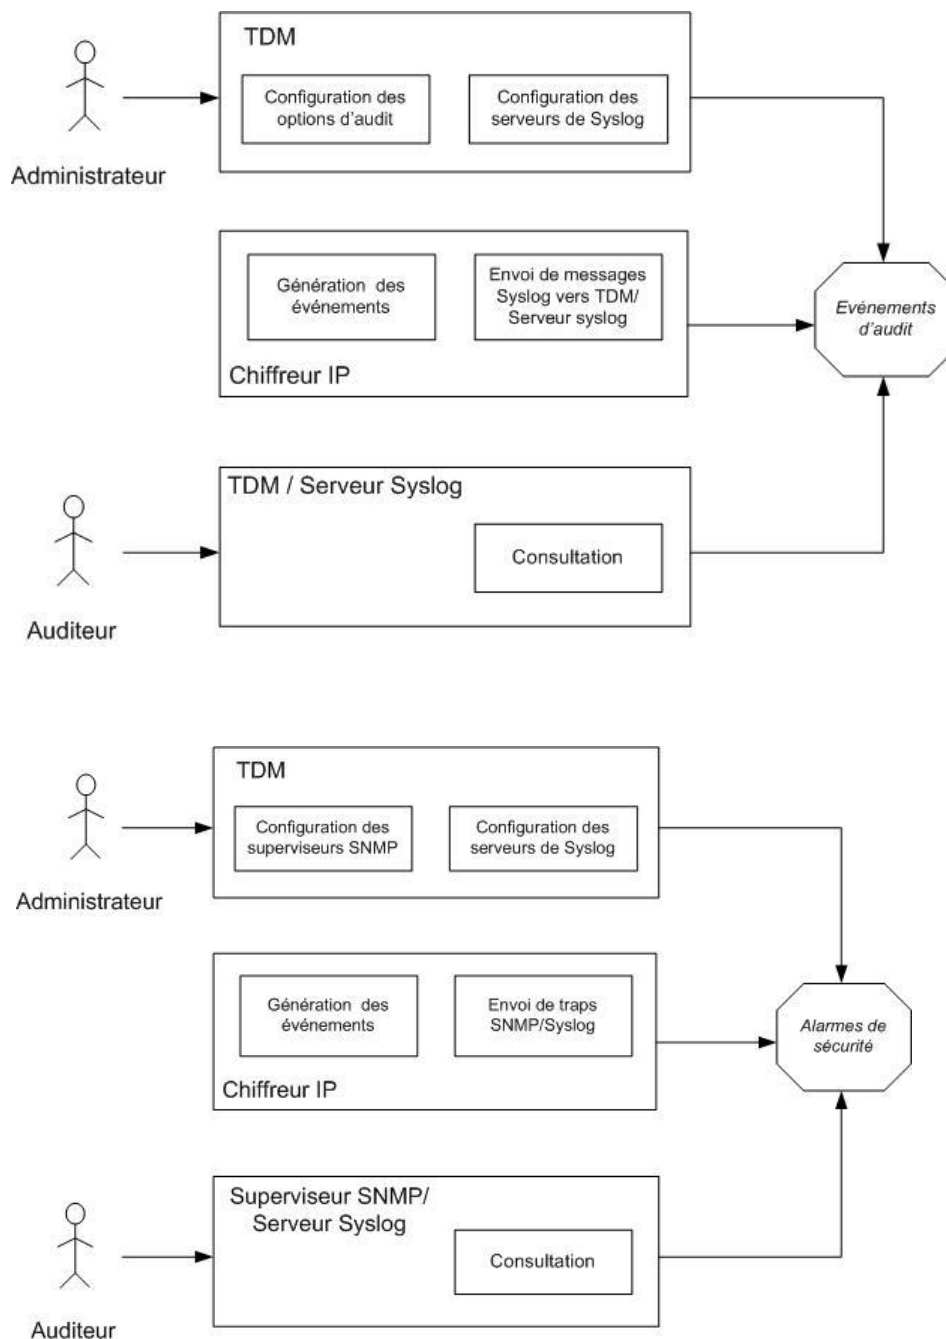 TDM
Configuration des
options d'audit
Configuration des
serveurs de Syslog
Administrateur
Génération des
événements
Envoi de messages
Syslog vers TDM/
Serveur syslog
Chiffreur IP
Evénements
d'audit
TDM / Serveur Syslog
Consultation
Auditeur
TDM
Configuration des
superviseurs SNMP
Configuration des
serveurs de Syslog
Administrateur
Génération des
événements
Envoi de traps
SNMP/Syslog
Chiffreur IP
Alarmes de
sécurité
Superviseur SNMP/
Serveur Syslog
Consultation
Auditeur